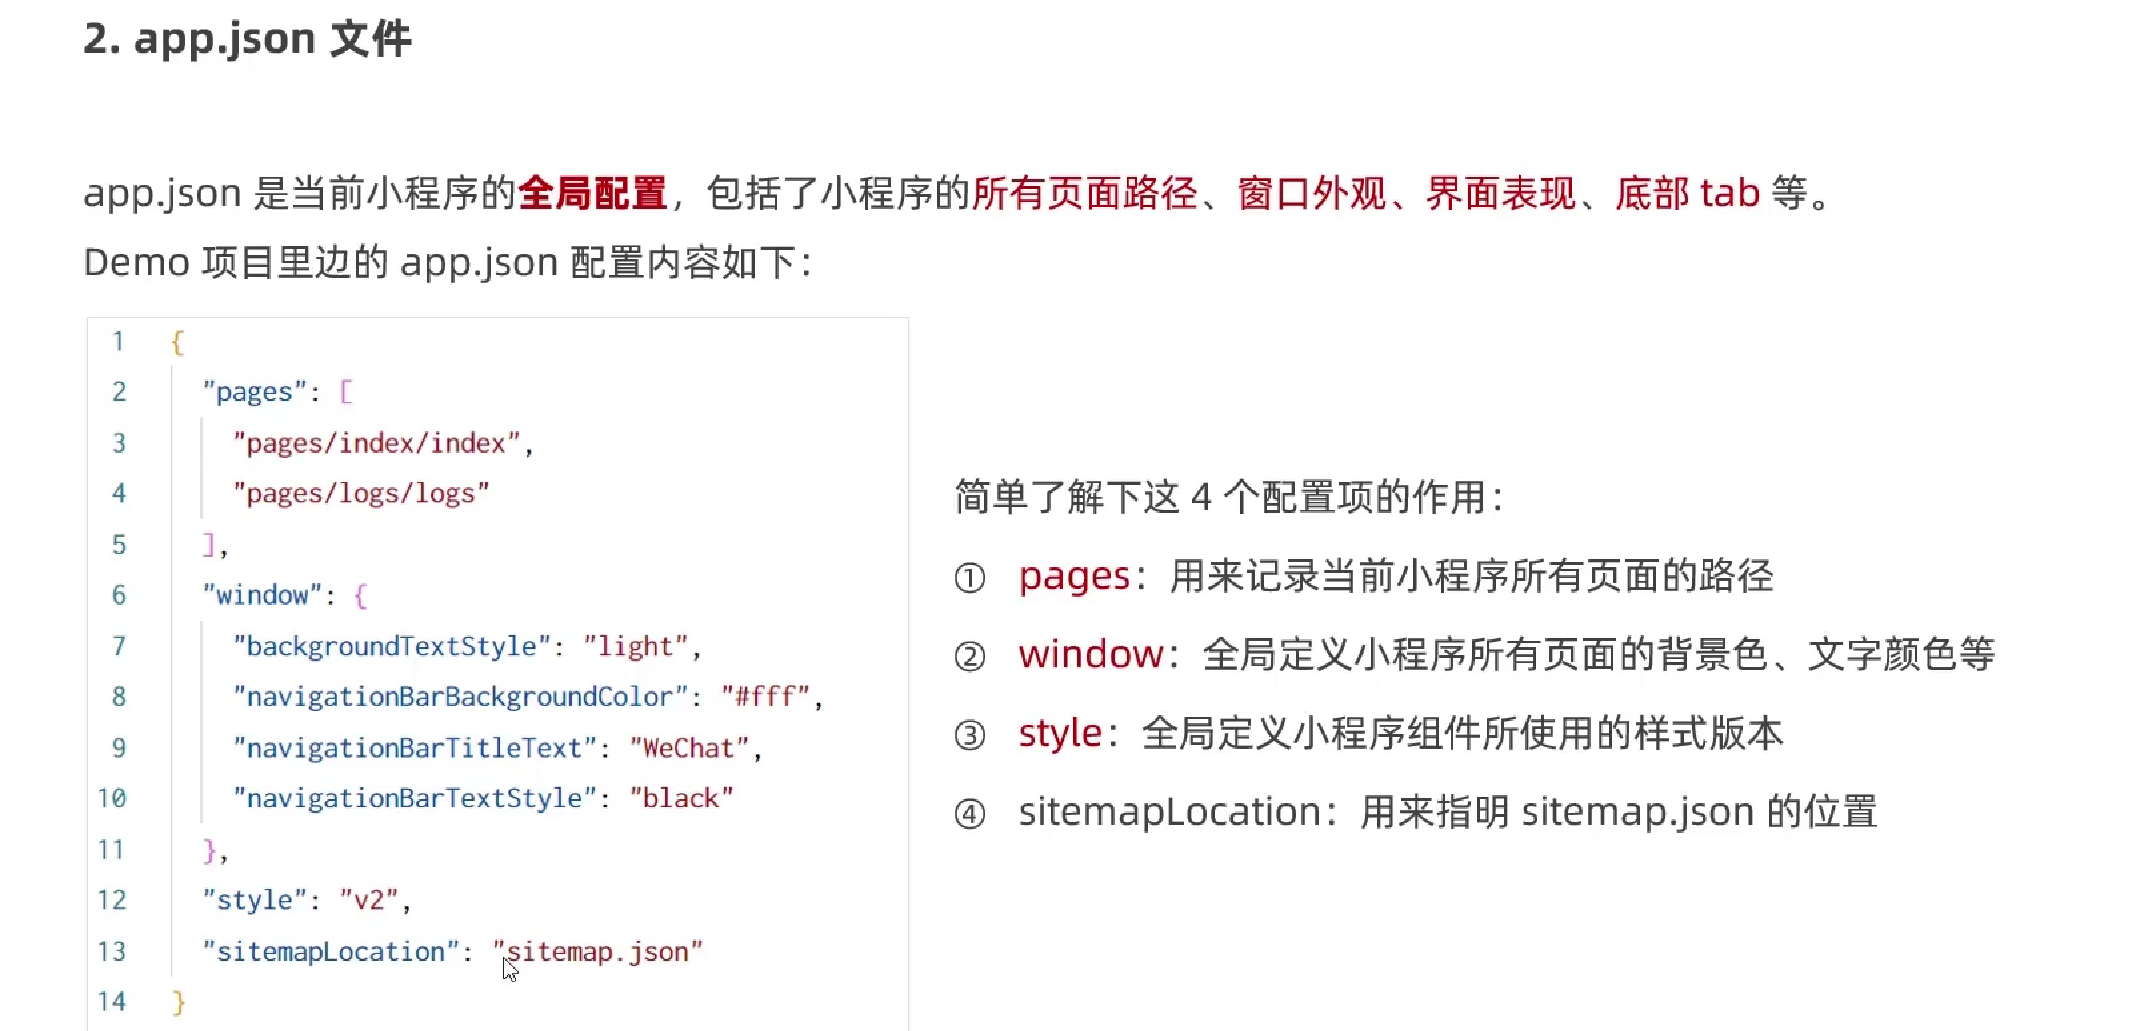 2. app.json 文件
app.json 是当前小程序的全局配置，包括了小程序的所有页面路径、窗口外观、界面表现、底部 tab 等。
Demo 项目里边的 app.json 配置内容如下：
1 {
2 "pages": [
3 "pages/index/index",
4 "pages/logs/logs"
5 ],
6 "window": {
7 "backgroundTextStyle": "light",
8 "navigationBarBackgroundColor": "#fff",
9 "navigationBarTitleText": "WeChat",
10 "navigationBarTextStyle": "black"
11 },
12 "style": "v2",
13 "sitemapLocation": "sitemap.json"
14 }
简单了解下这 4 个配置项的作用：
① pages：用来记录当前小程序所有页面的路径
② window：全局定义小程序所有页面的背景色、文字颜色等
③ style：全局定义小程序组件所使用的样式版本
④ sitemapLocation：用来指明 sitemap.json 的位置